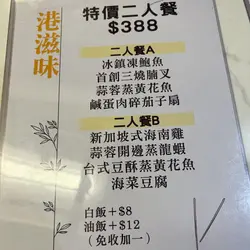 港滋味
特價二人餐
$388
二人餐A
冰鎮凍鮑魚
首創三燒腩叉
蒜蓉蒸黃花魚
鹹蛋肉碎茄子扇
二人餐B
新加坡式海南雞
蒜蓉開邊蒸龍蝦
台式豆酥蒸黃花魚
海菜豆腐
白飯+$8
油飯+$12
(免收加一)